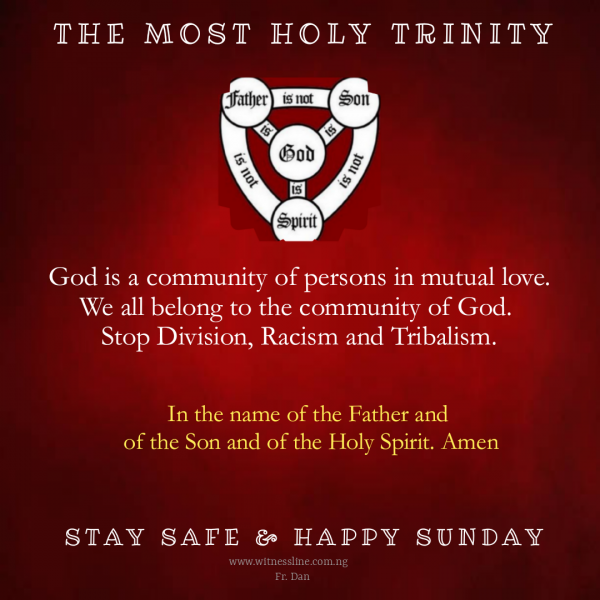 THE MOST HOLY TRINITY
Father is not Son
is is
God
is not is not
is
Spirit
God is a community of persons in mutual love.
We all belong to the community of God.
Stop Division, Racism and Tribalism.
In the name of the Father and
of the Son and of the Holy Spirit. Amen
STAY SAFE & HAPPY SUNDAY
www.witnessline.com.ng
Fr. Dan